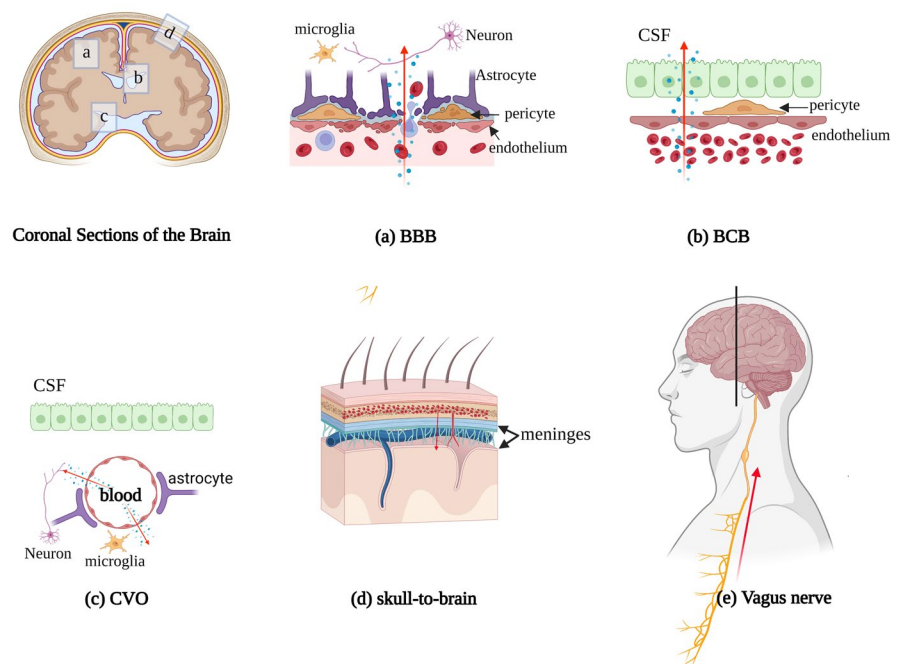 a
d
b
c
Coronal Sections of the Brain
microglia
Neuron
Astrocyte
pericyte
endothelium
(a) BBB
CSF
pericyte
endothelium
(b) BCB
CSF
blood
astrocyte
Neuron
microglia
(c) CVO
meninges
(d) skull-to-brain
(e) Vagus nerve